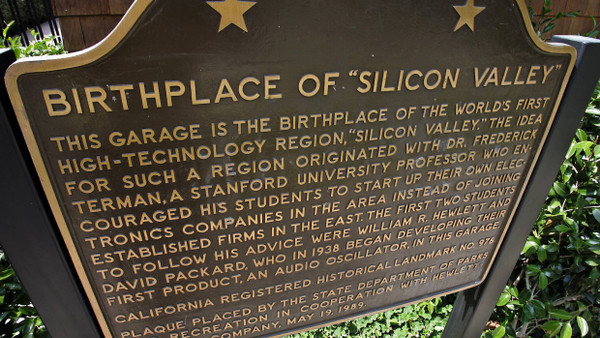 BIRTHPLACE OF "SILICON VALLEY"
THIS GARAGE IS THE BIRTHPLACE OF THE WORLD'S FIRST
HIGH-TECHNOLOGY REGION, "SILICON VALLEY." THE IDEA
FOR SUCH A REGION ORIGINATED WITH DR. FREDERICK
TERMAN, A STANFORD UNIVERSITY PROFESSOR WHO EN-
COURAGED HIS STUDENTS TO START UP THEIR OWN ELEC-
TRONICS COMPANIES IN THE AREA INSTEAD OF JOINING
ESTABLISHED FIRMS IN THE EAST. THE FIRST TWO STUDENTS
TO FOLLOW HIS ADVICE WERE WILLIAM R. HEWLETT AND
DAVID PACKARD, WHO IN 1938 BEGAN DEVELOPING THEIR
FIRST PRODUCT, AN AUDIO OSCILLATOR, IN THIS GARAGE.
CALIFORNIA REGISTERED HISTORICAL LANDMARK NO. 976
PLAQUE PLACED BY THE STATE DEPARTMENT OF PARKS
RECREATION IN COOPERATION WITH HEWLETT
COMPANY, MAY 19, 1989.